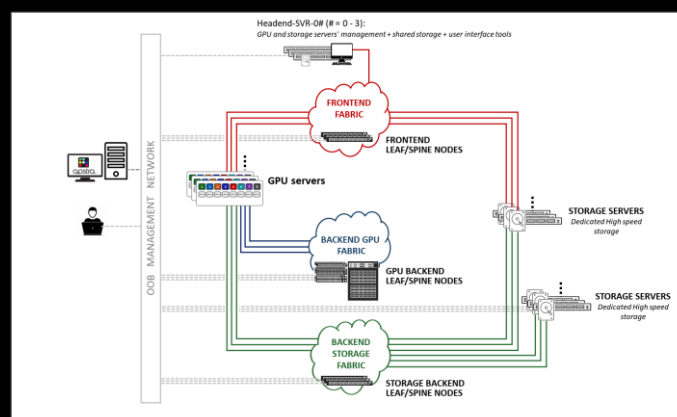 Headend-SVR-0# (# = 0 - 3):
GPU and storage servers' management + shared storage + user interface tools
FRONTEND
FABRIC
FRONTEND
LEAF/SPINE NODES
OOB MANAGEMENT NETWORK
apstra
GPU servers
STORAGE SERVERS
Dedicated High speed
storage
BACKEND GPU
FABRIC
GPU BACKEND
LEAF/SPINE NODES
STORAGE SERVERS
Dedicated High speed
storage
BACKEND
STORAGE
FABRIC
STORAGE BACKEND
LEAF/SPINE NODES